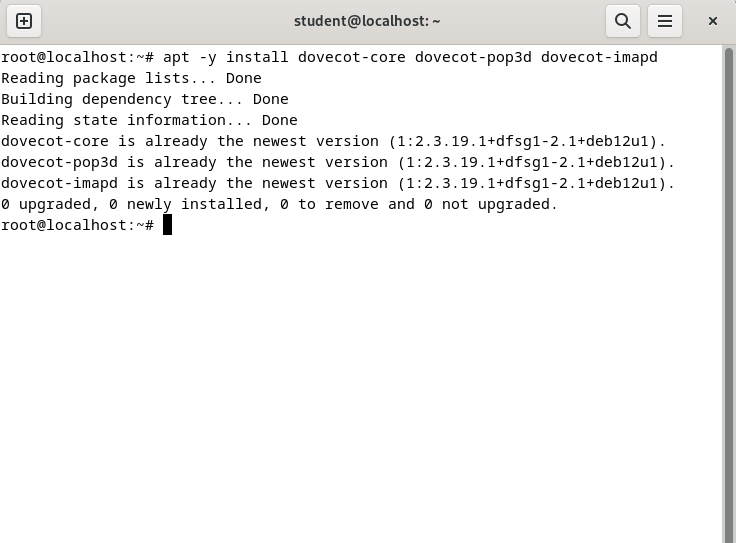 student@localhost: ~
root@localhost:~# apt -y install dovecot-core dovecot-pop3d dovecot-imapd
Reading package lists... Done
Building dependency tree... Done
Reading state information... Done
dovecot-core is already the newest version (1:2.3.19.1+dfsg1-2.1+deb12u1).
dovecot-pop3d is already the newest version (1:2.3.19.1+dfsg1-2.1+deb12u1).
dovecot-imapd is already the newest version (1:2.3.19.1+dfsg1-2.1+deb12u1).
0 upgraded, 0 newly installed, 0 to remove and 0 not upgraded.
root@localhost:~#